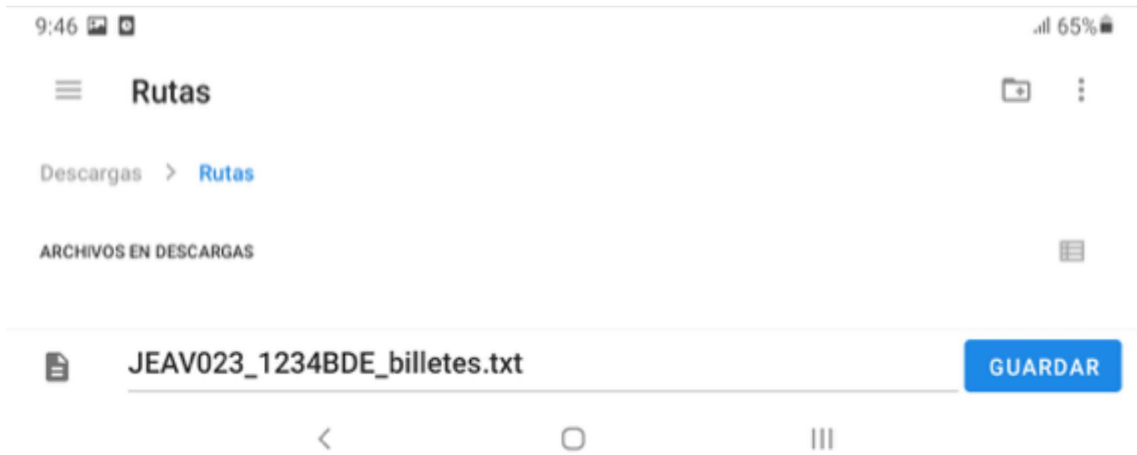 9:46 65%
Rutas
Descargas > Rutas
ARCHIVOS EN DESCARGAS
JEAV023_1234BDE_billetes.txt GUARDAR